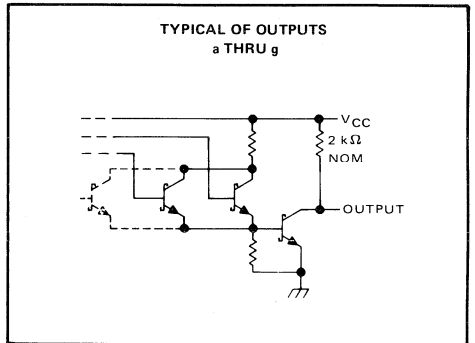 TYPICAL OF OUTPUTS
a THRU g
VCC
2 kΩ
NOM
OUTPUT